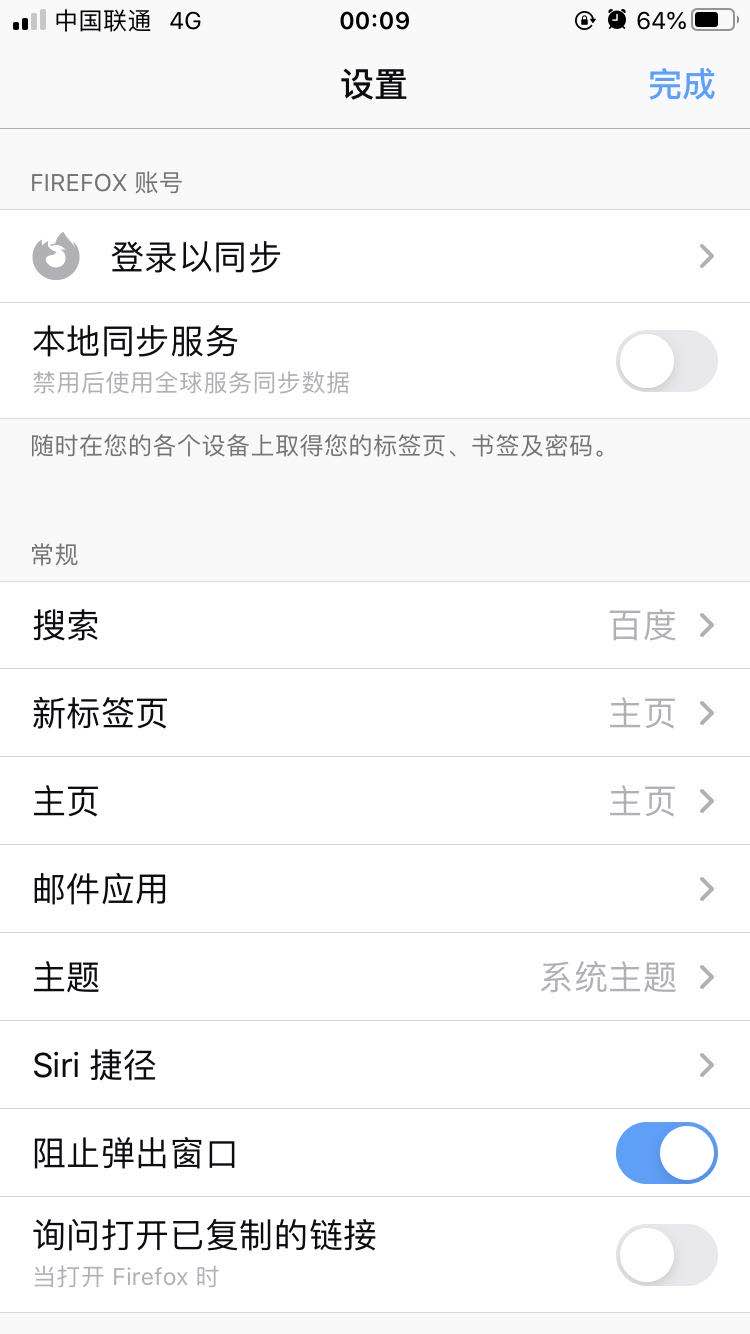 中国联通 4G 00:09 64%
设置 完成
FIREFOX 账号
登录以同步
本地同步服务
禁用后使用全球服务同步数据
随时在您的各个设备上取得您的标签页、书签及密码。
常规
搜索 百度
新标签页 主页
主页 主页
邮件应用
主题 系统主题
Siri 捷径
阻止弹出窗口
询问打开已复制的链接
当打开 Firefox 时